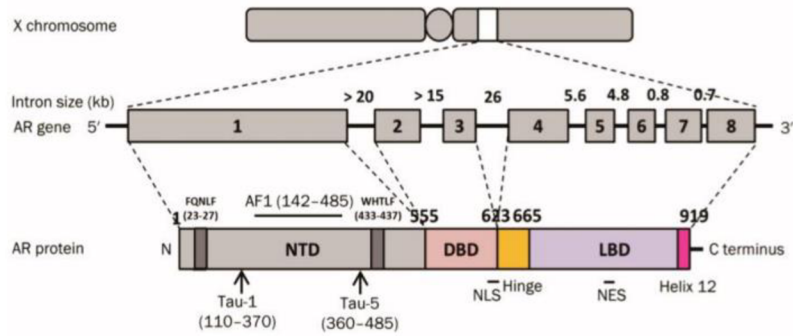 X chromosome
Intron size (kb) > 20 > 15 26 5.6 4.8 0.8 0.7
AR gene 5′ 1 2 3 4 5 6 7 8 3′
FQNLF AF1 (142–485) WHTLF
1 (23-27) (433-437) 555 623 665 919
AR protein N NTD DBD LBD C terminus
NLS Hinge NES Helix 12
Tau-1 Tau-5
(110–370) (360–485)